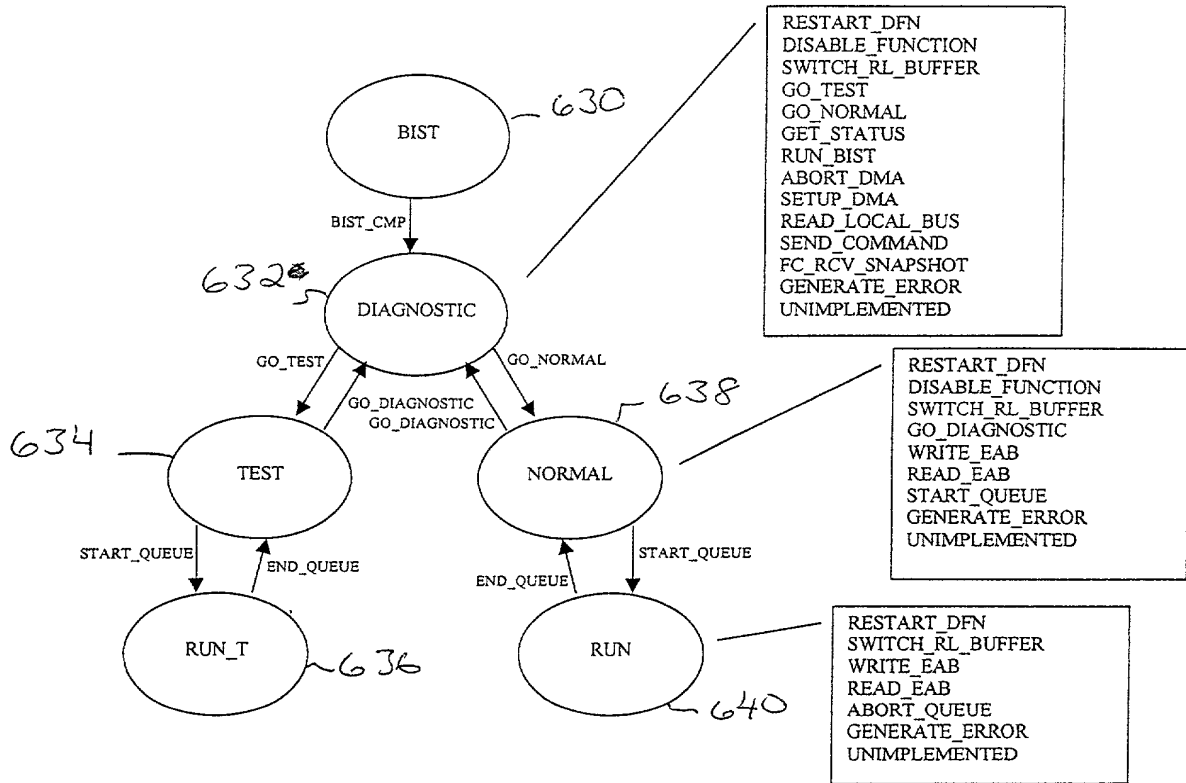 RESTART_DFN
DISABLE_FUNCTION
SWITCH_RL_BUFFER
GO_TEST
GO_NORMAL
GET_STATUS
RUN_BIST
ABORT_DMA
SETUP_DMA
READ_LOCAL_BUS
SEND_COMMAND
FC_RCV_SNAPSHOT
GENERATE_ERROR
UNIMPLEMENTED
BIST
630
BIST_CMP
632
DIAGNOSTIC
GO_TEST
GO_NORMAL
GO_DIAGNOSTIC
GO_DIAGNOSTIC
638
634
TEST
NORMAL
RESTART_DFN
DISABLE_FUNCTION
SWITCH_RL_BUFFER
GO_DIAGNOSTIC
WRITE_EAB
READ_EAB
START_QUEUE
GENERATE_ERROR
UNIMPLEMENTED
START_QUEUE
END_QUEUE
END_QUEUE
START_QUEUE
RUN_T
636
RUN
640
RESTART_DFN
SWITCH_RL_BUFFER
WRITE_EAB
READ_EAB
ABORT_QUEUE
GENERATE_ERROR
UNIMPLEMENTED